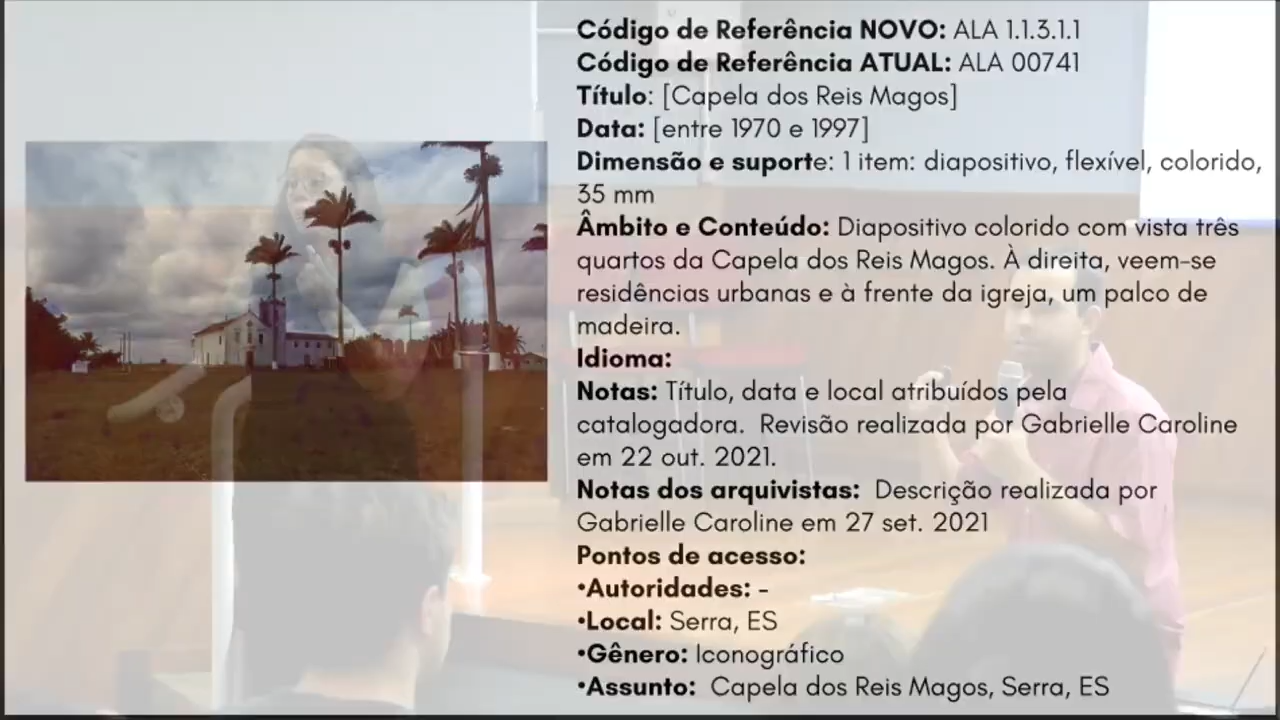 Código de Referência NOVO: ALA 1.1.3.1.1
Código de Referência ATUAL: ALA 00741
Título: [Capela dos Reis Magos]
Data: [entre 1970 e 1997]
Dimensão e suporte: 1 item: diapositivo, flexível, colorido,
35 mm
Âmbito e Conteúdo: Diapositivo colorido com vista três
quartos da Capela dos Reis Magos. À direita, veem-se
residências urbanas e à frente da igreja, um palco de
madeira.
Idioma:
Notas: Título, data e local atribuídos pela
catalogadora.  Revisão realizada por Gabrielle Caroline
em 22 out. 2021.
Notas dos arquivistas:  Descrição realizada por
Gabrielle Caroline em 27 set. 2021
Pontos de acesso:
•Autoridades: -
•Local: Serra, ES
•Gênero: Iconográfico
•Assunto:  Capela dos Reis Magos, Serra, ES